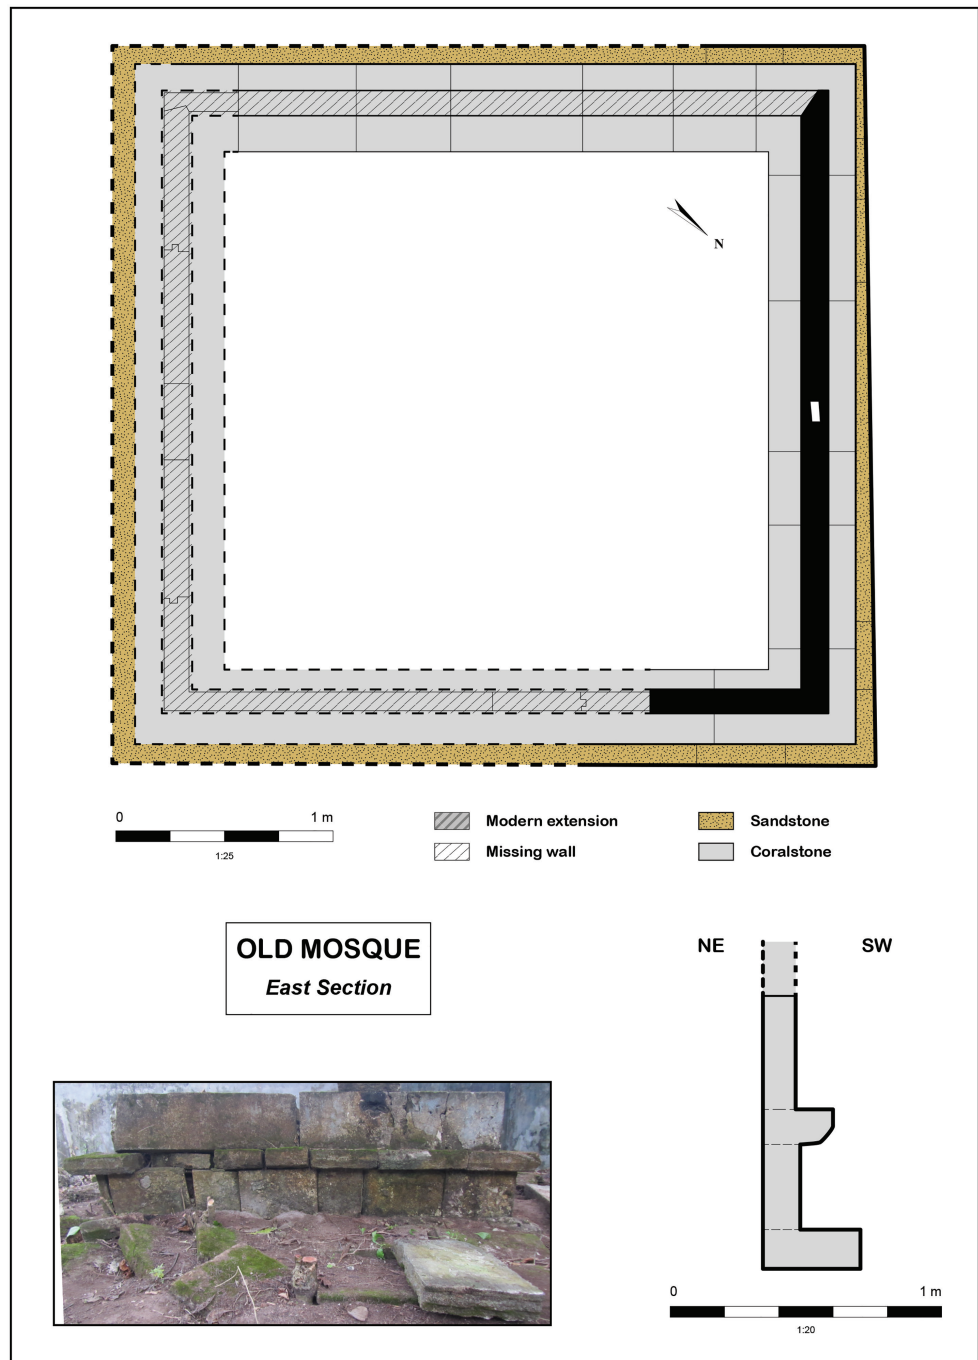 N
0 1 m
1:25
Modern extension
Missing wall
Sandstone
Coralstone
OLD MOSQUE
East Section
NE SW
0 1 m
1:20